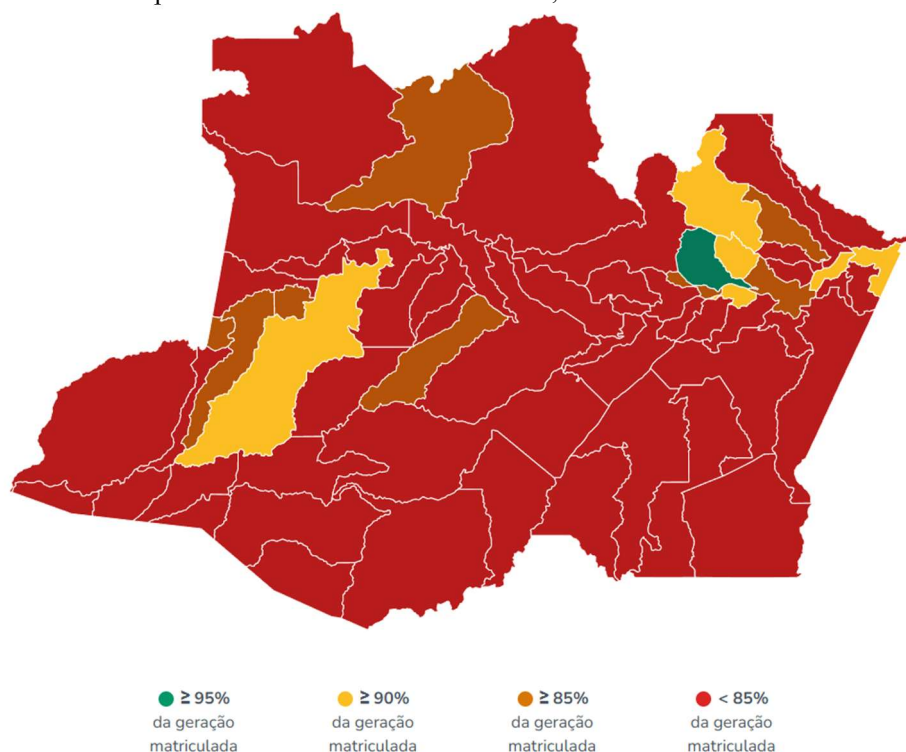 ≥ 95% ≥ 90% ≥ 85% < 85%
da geração da geração da geração da geração
matriculada matriculada matriculada matriculada